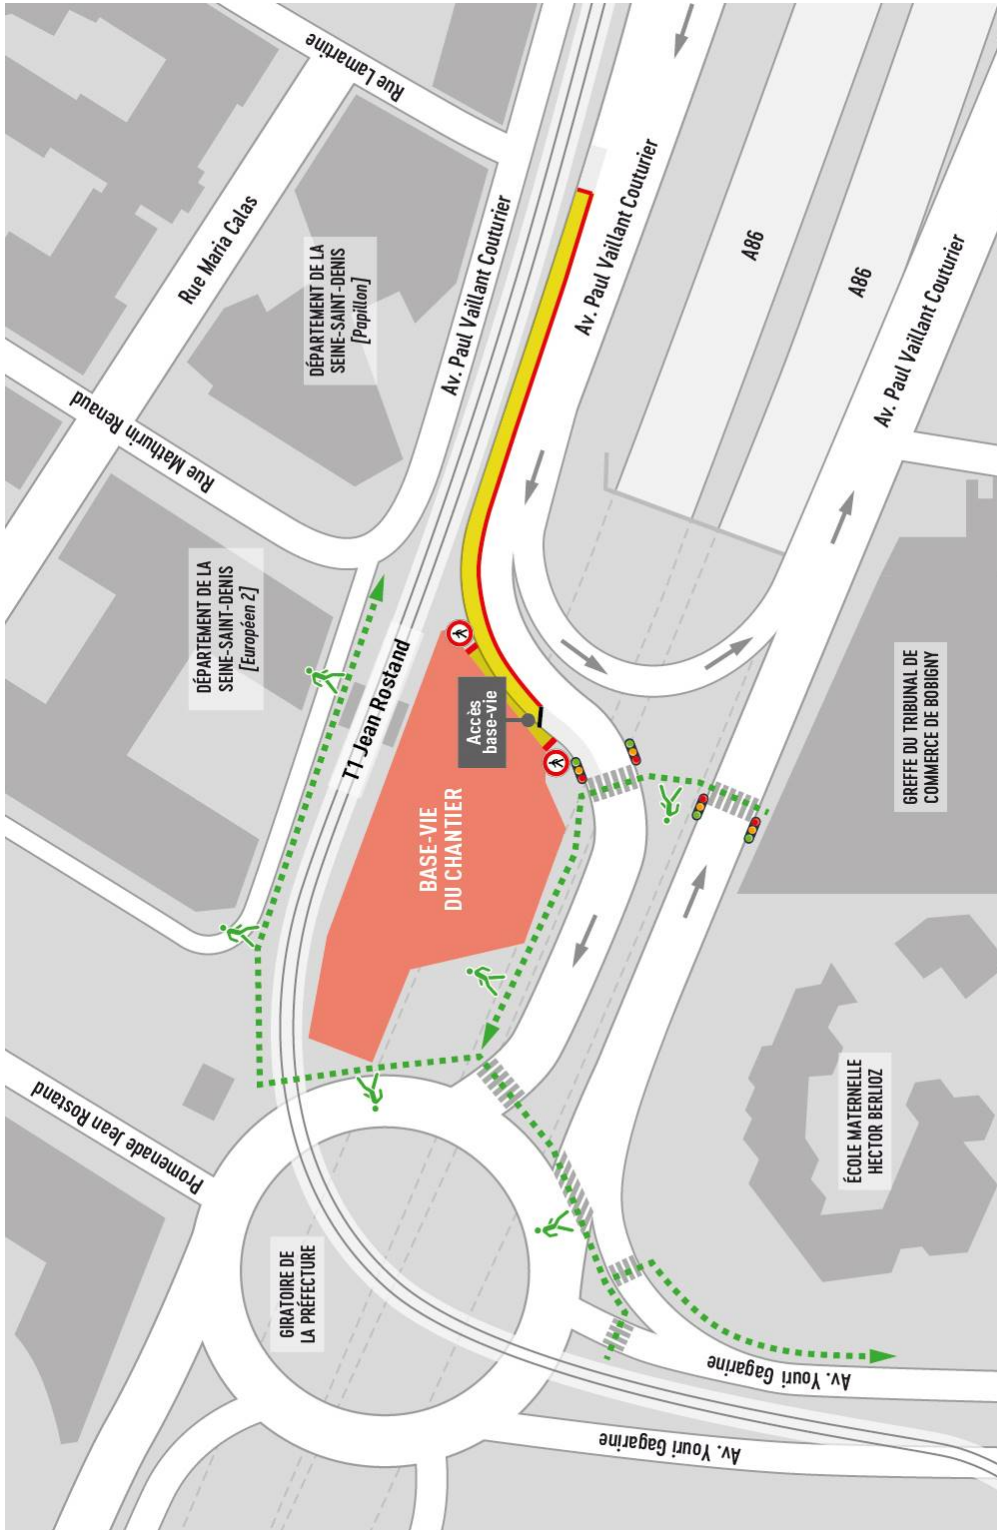 Rue Lamartine
Rue Maria Calas
DÉPARTEMENT DE LA
SEINE-SAINT-DENIS
[Papillon]
Av. Paul Vaillant Couturier
Av. Paul Vaillant Couturier
A86
A86
Av. Paul Vaillant Couturier
Rue Mathurin Renaud
DÉPARTEMENT DE LA
SEINE-SAINT-DENIS
[Européen 2]
T1 Jean Rostand
Accès
base-vie
BASE-VIE
DU CHANTIER
GREFFE DU TRIBUNAL DE
COMMERCE DE BOBIGNY
Promenade Jean Rostand
GIRATOIRE DE
LA PRÉFECTURE
ÉCOLE MATERNELLE
HECTOR BERLIOZ
Av. Youri Gagarine
Av. Youri Gagarine